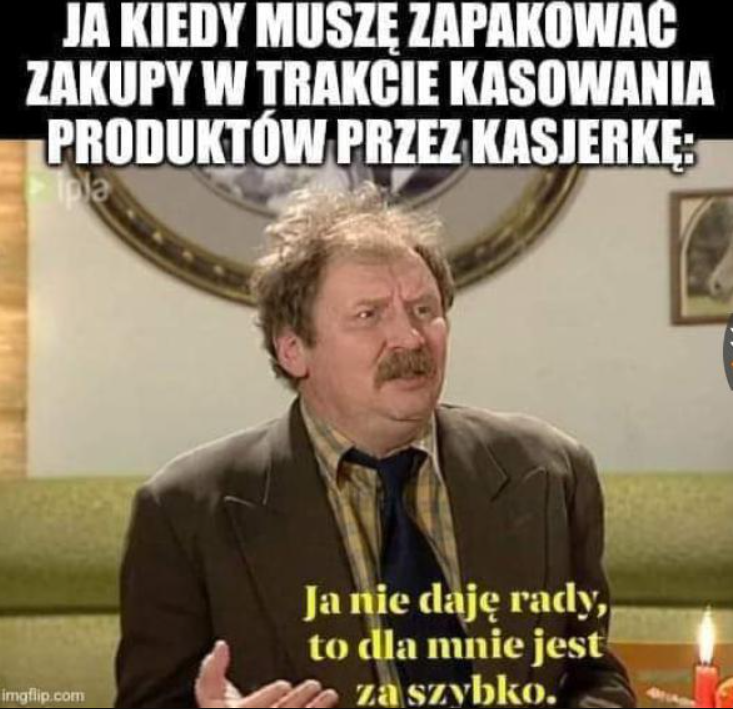 JA KIEDY MUSZĘ ZAPAKOWAĆ
ZAKUPY W TRAKCIE KASOWANIA
PRODUKTÓW PRZEZ KASJERKĘ:
ipla
Ja nie daję rady,
to dla mnie jest
za szybko.
imgflip.com